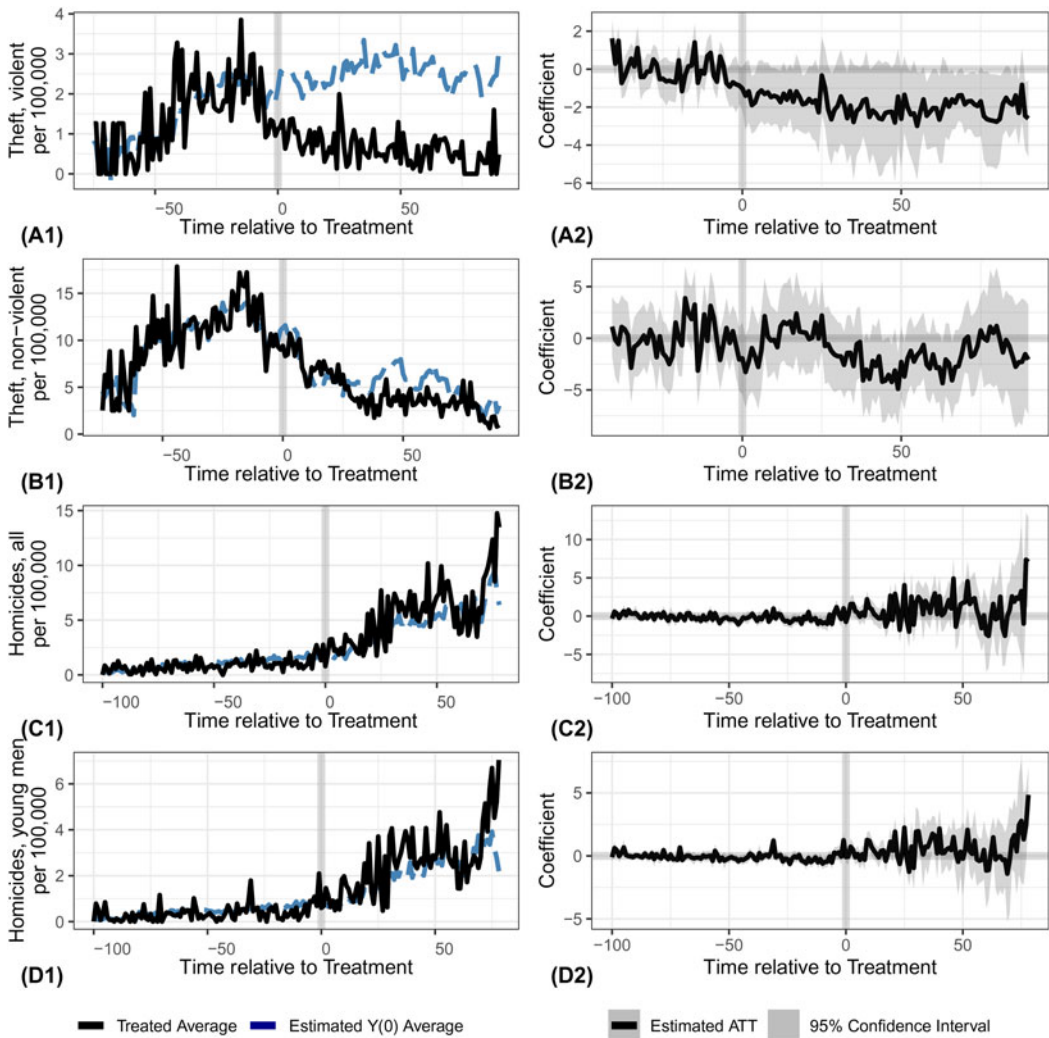 Theft, violent
per 100,000
4
3
2
1
0
−50
0
50
Time relative to Treatment
(A1)
Coefficient
2
0
−2
−4
−6
0
50
Time relative to Treatment
(A2)
Theft, non−violent
per 100,000
15
10
5
0
−50
0
50
Time relative to Treatment
(B1)
Coefficient
5
0
−5
0
50
Time relative to Treatment
(B2)
Homicides, all
per 100,000
15
10
5
0
−100
−50
0
50
Time relative to Treatment
(C1)
Coefficient
10
5
0
−5
−100
−50
0
50
Time relative to Treatment
(C2)
Homicides, young men
per 100,000
6
4
2
0
−100
−50
0
50
Time relative to Treatment
(D1)
Coefficient
5
0
−5
−100
−50
0
50
Time relative to Treatment
(D2)
Treated Average
Estimated Y(0) Average
Estimated ATT
95% Confidence Interval